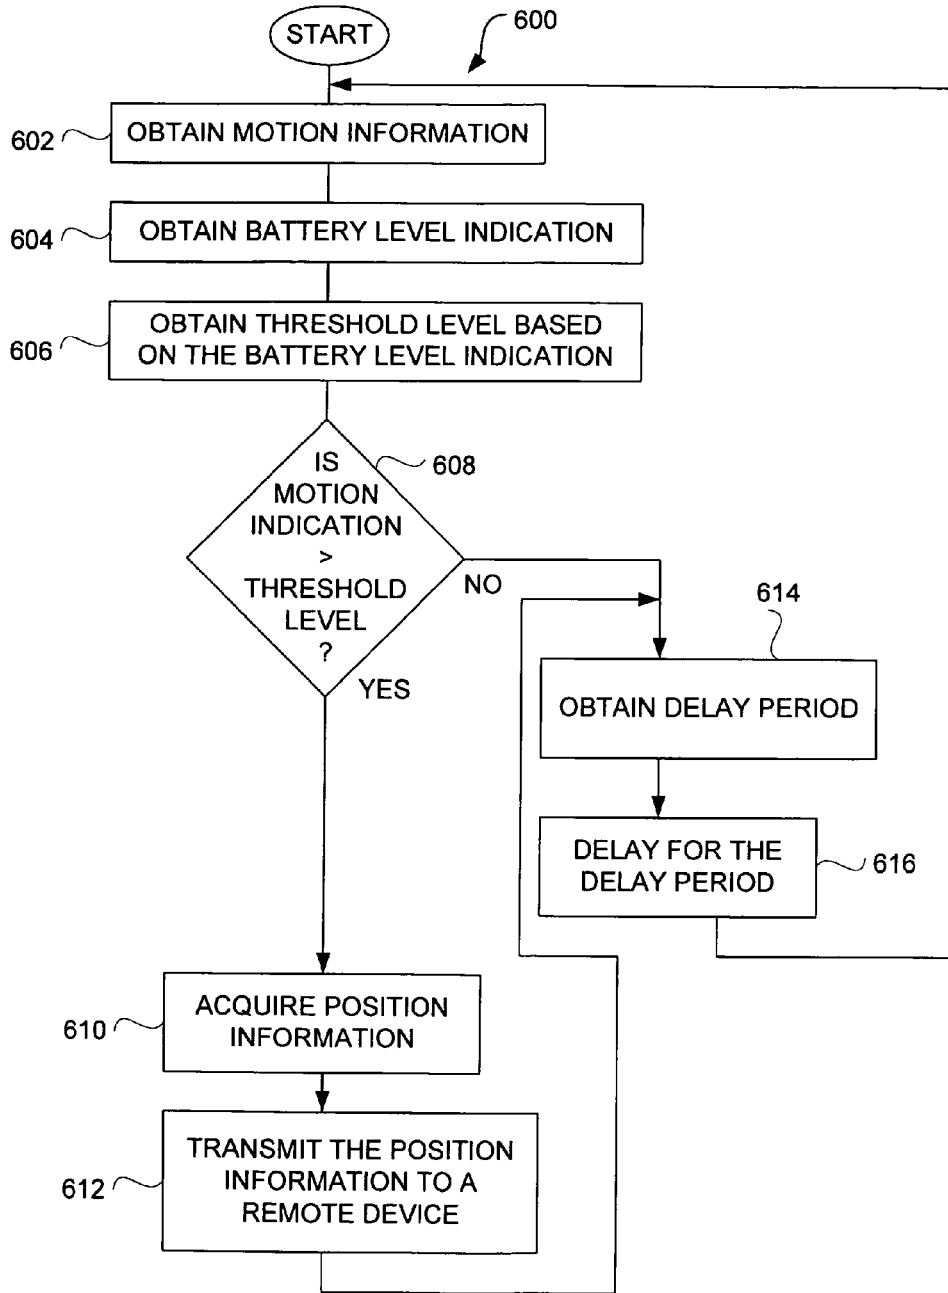 START
600
602
OBTAIN MOTION INFORMATION
604
OBTAIN BATTERY LEVEL INDICATION
606
OBTAIN THRESHOLD LEVEL BASED
ON THE BATTERY LEVEL INDICATION
608
IS
MOTION
INDICATION
>
THRESHOLD
LEVEL
?
NO
YES
614
OBTAIN DELAY PERIOD
DELAY FOR THE
DELAY PERIOD
616
610
ACQUIRE POSITION
INFORMATION
612
TRANSMIT THE POSITION
INFORMATION TO A
REMOTE DEVICE